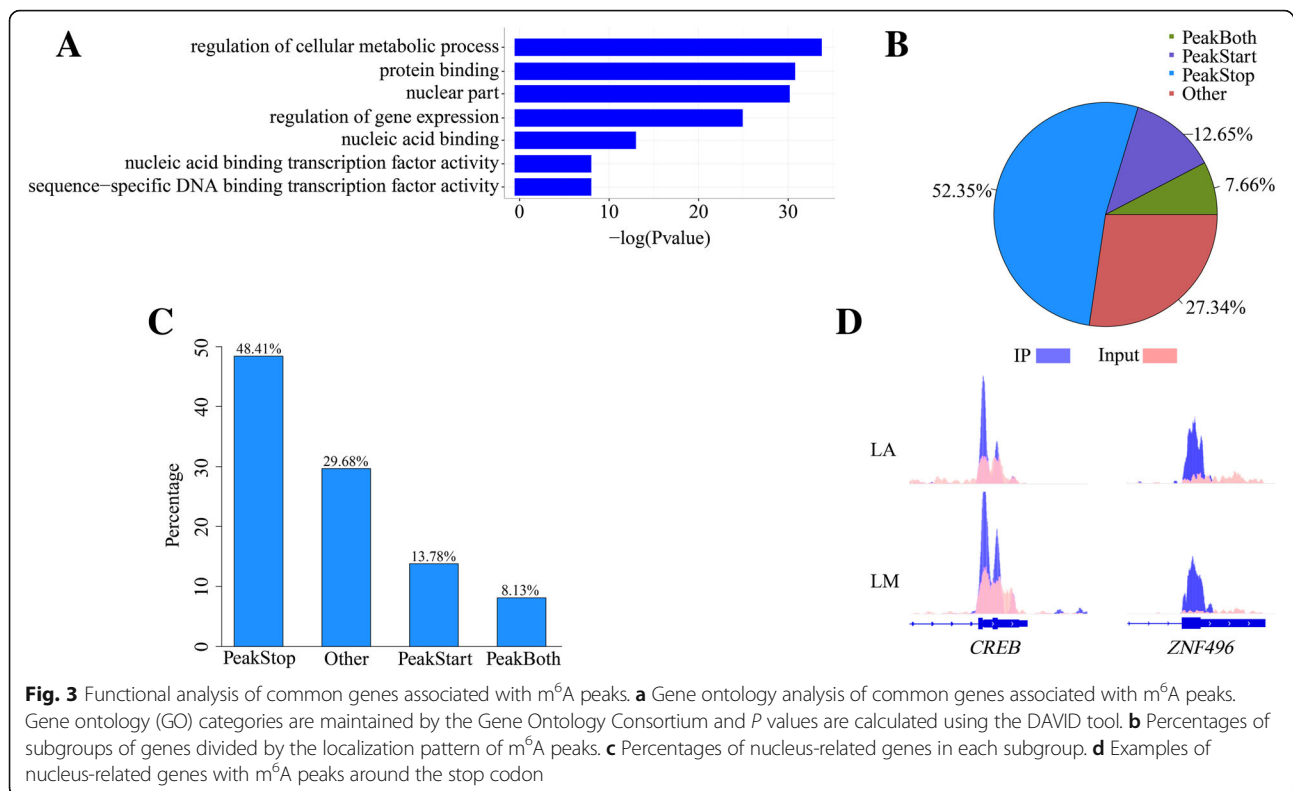 A
regulation of cellular metabolic process
protein binding
nuclear part
regulation of gene expression
nucleic acid binding
nucleic acid binding transcription factor activity
sequence−specific DNA binding transcription factor activity
0 10 20 30
−log(Pvalue)
B
PeakBoth
PeakStart
PeakStop
Other
12.65%
7.66%
52.35%
27.34%
C
Percentage
50
40
30
20
10
0
48.41%
29.68%
13.78%
8.13%
PeakStop Other PeakStart PeakBoth
D
IP Input
LA
LM
CREB ZNF496
Fig. 3 Functional analysis of common genes associated with m⁶A peaks. a Gene ontology analysis of common genes associated with m⁶A peaks.
Gene ontology (GO) categories are maintained by the Gene Ontology Consortium and P values are calculated using the DAVID tool. b Percentages of
subgroups of genes divided by the localization pattern of m⁶A peaks. c Percentages of nucleus-related genes in each subgroup. d Examples of
nucleus-related genes with m⁶A peaks around the stop codon